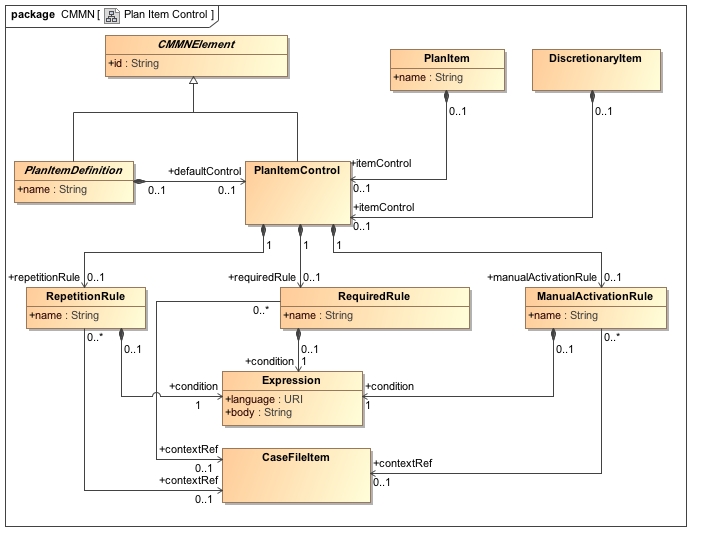 package CMMN [ Plan Item Control ]
CMMNElement
+id : String
PlanItem
+name : String
DiscretionaryItem
0..1
0..1
PlanItemDefinition
+name : String
+defaultControl
0..1
0..1
PlanItemControl
+itemControl
0..1
+itemControl
0..1
1
1
1
+repetitionRule
0..1
+requiredRule
0..1
+manualActivationRule
0..1
RepetitionRule
+name : String
RequiredRule
+name : String
ManualActivationRule
+name : String
0..*
0..1
0..*
0..1
0..1
0..*
+condition
1
Expression
+language : URI
+body : String
+condition
1
+condition
1
+contextRef
0..1
+contextRef
0..1
CaseFileItem
+contextRef
0..1